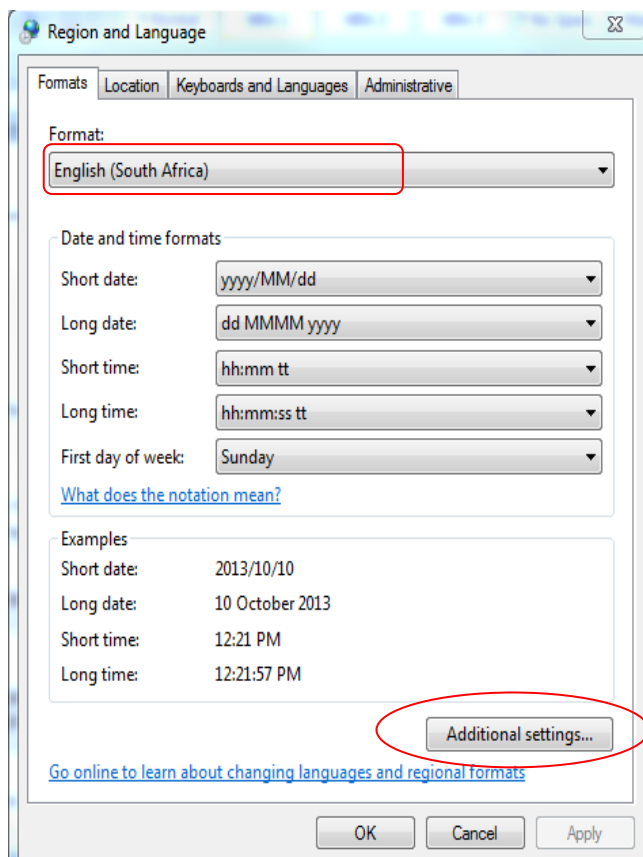 Region and Language
Formats Location Keyboards and Languages Administrative
Format:
English (South Africa)
Date and time formats
Short date: yyyy/MM/dd
Long date: dd MMMM yyyy
Short time: hh:mm tt
Long time: hh:mm:ss tt
First day of week: Sunday
What does the notation mean?
Examples
Short date: 2013/10/10
Long date: 10 October 2013
Short time: 12:21 PM
Long time: 12:21:57 PM
Additional settings...
Go online to learn about changing languages and regional formats
OK Cancel Apply